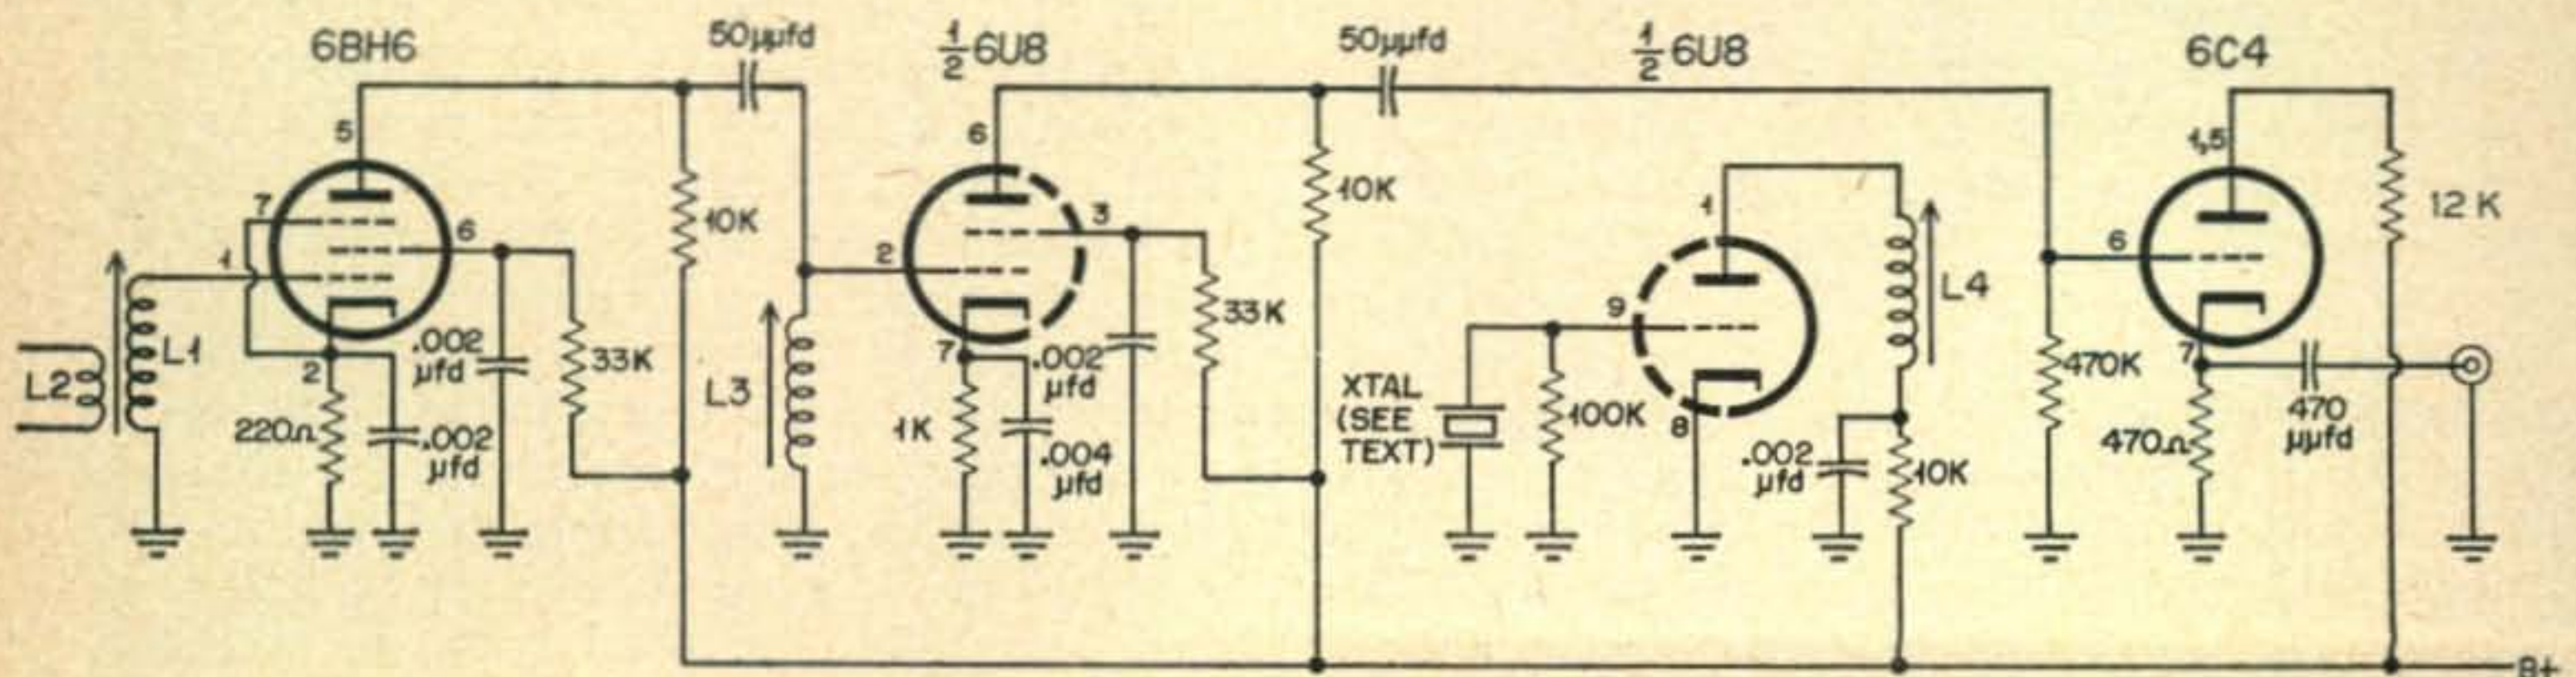 6BH6
50µµfd
1/2 6U8
50µµfd
1/2 6U8
6C4
5
7
1
6
2
L2
L1
220Ω
.002
µfd
.002
µfd
33K
10K
L3
6
3
2
7
1K
.002
µfd
.004
µfd
33K
10K
XTAL
(SEE
TEXT)
9
1
8
100K
L4
.002
µfd
10K
1,5
6
7
470K
470Ω
470
µµfd
12K
B+